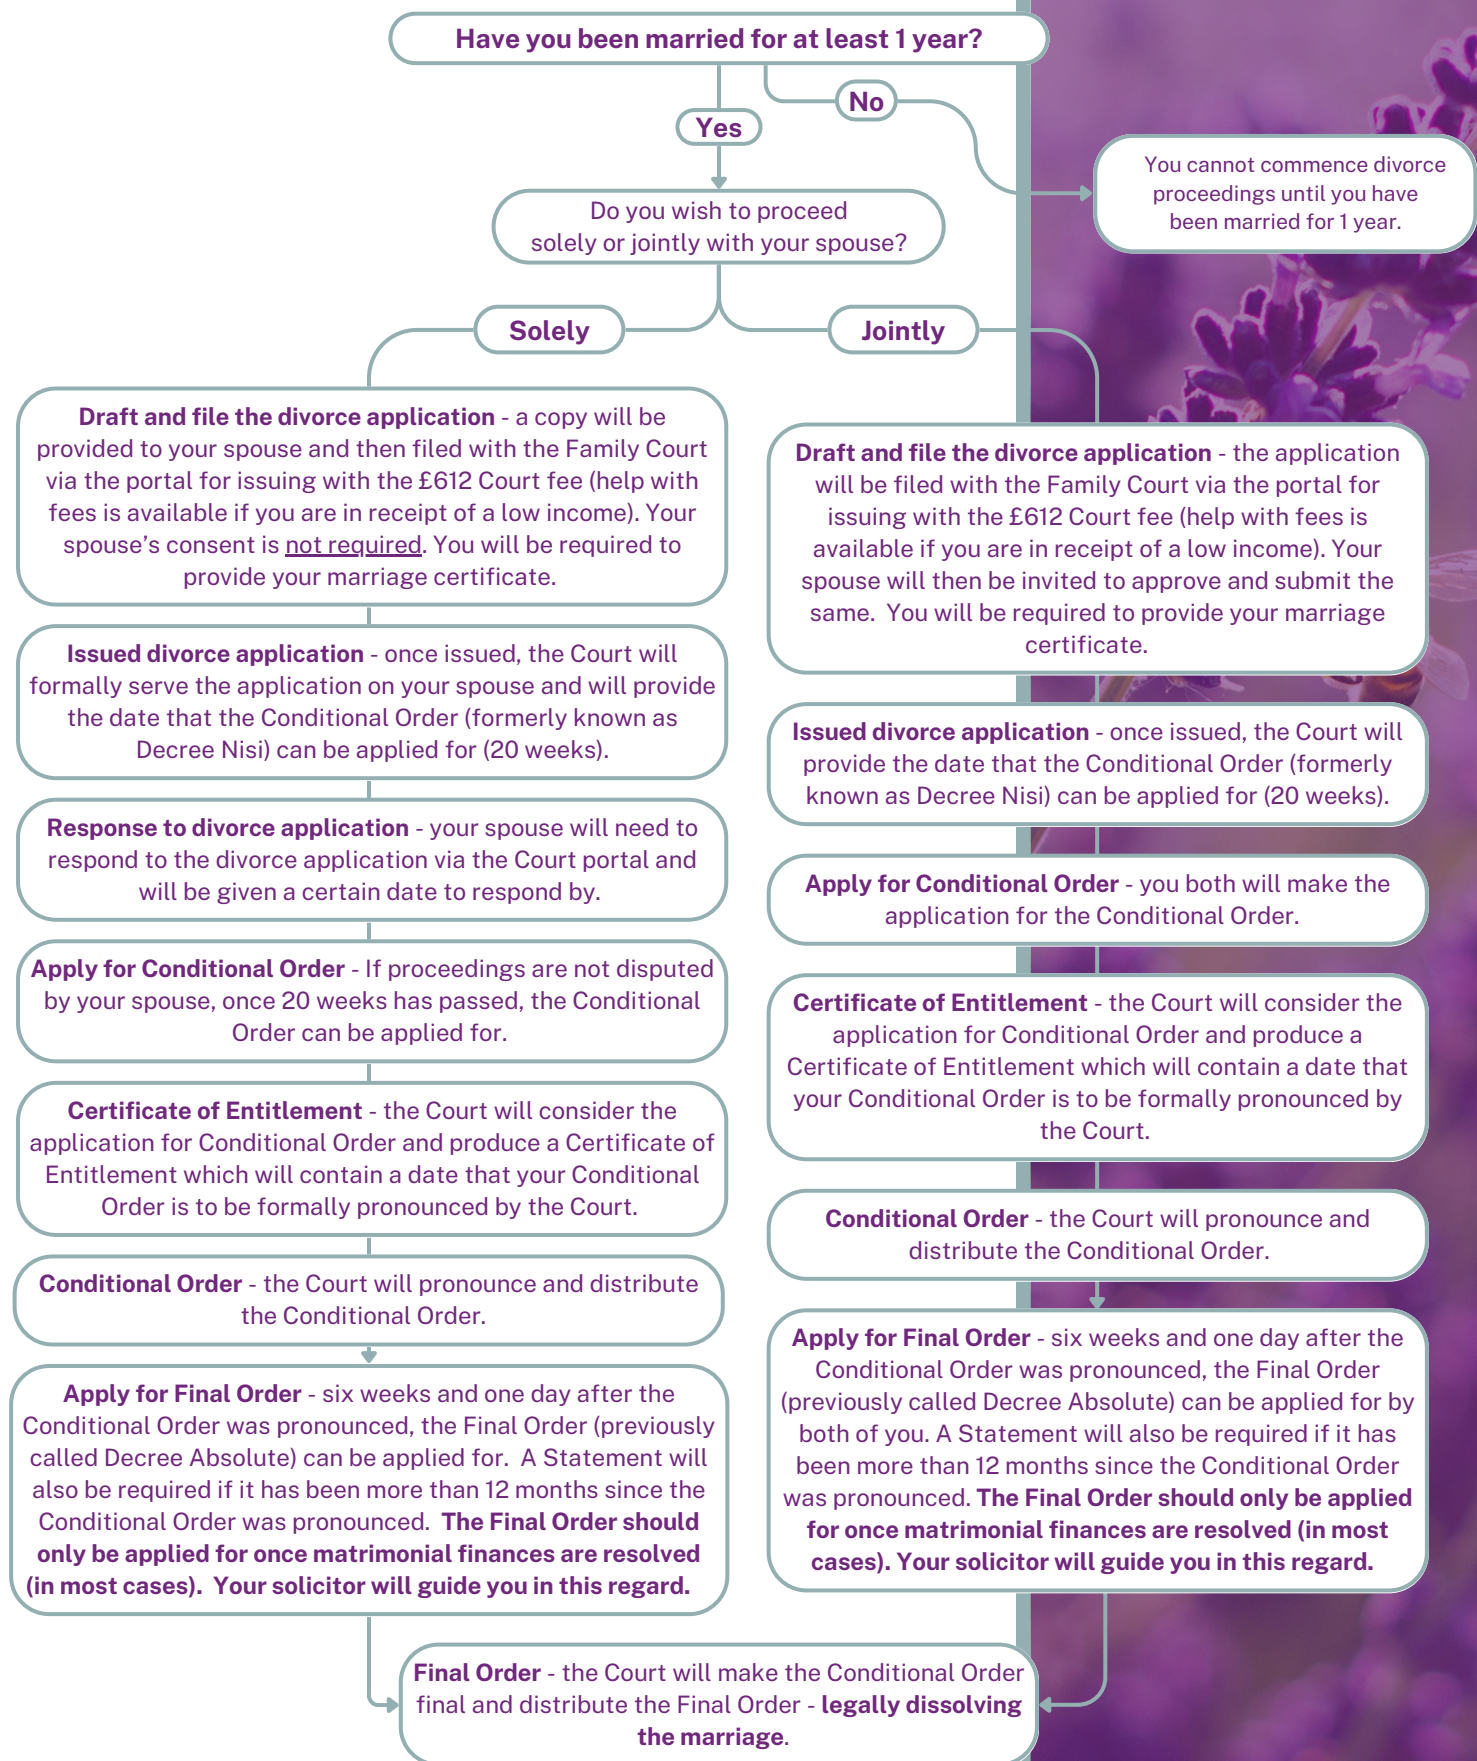 Have you been married for at least 1 year?
No
Yes
You cannot commence divorce
proceedings until you have
been married for 1 year.
Do you wish to proceed
solely or jointly with your spouse?
Solely
Jointly
Draft and file the divorce application - a copy will be
provided to your spouse and then filed with the Family Court
via the portal for issuing with the £612 Court fee (help with
fees is available if you are in receipt of a low income). Your
spouse's consent is not required. You will be required to
provide your marriage certificate.
Issued divorce application - once issued, the Court will
formally serve the application on your spouse and will provide
the date that the Conditional Order (formerly known as
Decree Nisi) can be applied for (20 weeks).
Response to divorce application - your spouse will need to
respond to the divorce application via the Court portal and
will be given a certain date to respond by.
Apply for Conditional Order - If proceedings are not disputed
by your spouse, once 20 weeks has passed, the Conditional
Order can be applied for.
Certificate of Entitlement - the Court will consider the
application for Conditional Order and produce a Certificate of
Entitlement which will contain a date that your Conditional
Order is to be formally pronounced by the Court.
Conditional Order - the Court will pronounce and distribute
the Conditional Order.
Apply for Final Order - six weeks and one day after the
Conditional Order was pronounced, the Final Order (previously
called Decree Absolute) can be applied for. A Statement will
also be required if it has been more than 12 months since the
Conditional Order was pronounced. The Final Order should
only be applied for once matrimonial finances are resolved
(in most cases). Your solicitor will guide you in this regard.
Draft and file the divorce application - the application
will be filed with the Family Court via the portal for
issuing with the £612 Court fee (help with fees is
available if you are in receipt of a low income). Your
spouse will then be invited to approve and submit the
same. You will be required to provide your marriage
certificate.
Issued divorce application - once issued, the Court will
provide the date that the Conditional Order (formerly
known as Decree Nisi) can be applied for (20 weeks).
Apply for Conditional Order - you both will make the
application for the Conditional Order.
Certificate of Entitlement - the Court will consider the
application for Conditional Order and produce a
Certificate of Entitlement which will contain a date that
your Conditional Order is to be formally pronounced by
the Court.
Conditional Order - the Court will pronounce and
distribute the Conditional Order.
Apply for Final Order - six weeks and one day after the
Conditional Order was pronounced, the Final Order
(previously called Decree Absolute) can be applied for by
both of you. A Statement will also be required if it has
been more than 12 months since the Conditional Order
was pronounced. The Final Order should only be applied
for once matrimonial finances are resolved (in most
cases). Your solicitor will guide you in this regard.
Final Order - the Court will make the Conditional Order
final and distribute the Final Order - legally dissolving
the marriage.